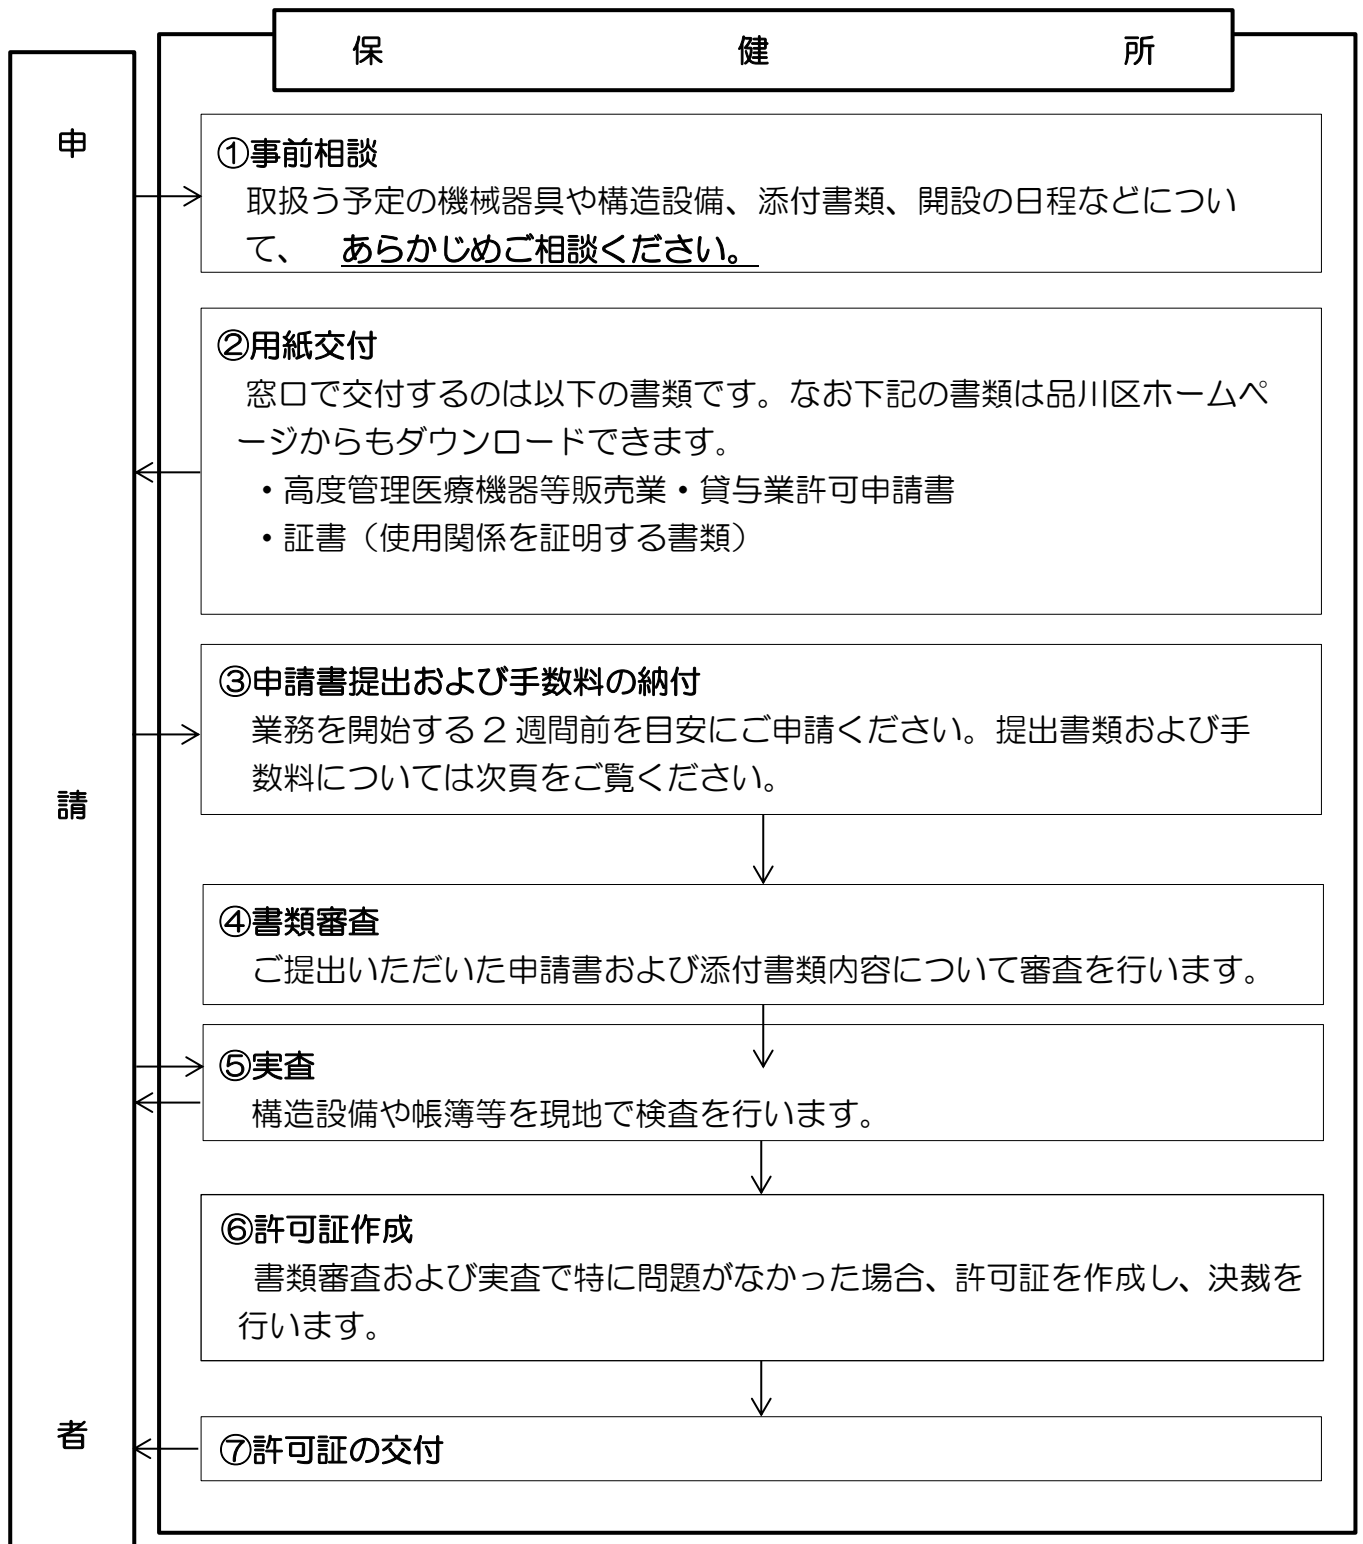 保健所
申請者
①事前相談
取扱う予定の機械器具や構造設備、添付書類、開設の日程などについ
て、　あらかじめご相談ください。
②用紙交付
窓口で交付するのは以下の書類です。なお下記の書類は品川区ホームペ
ージからもダウンロードできます。
・高度管理医療機器等販売業・貸与業許可申請書
・証書（使用関係を証明する書類）
③申請書提出および手数料の納付
業務を開始する２週間前を目安にご申請ください。提出書類および手
数料については次頁をご覧ください。
④書類審査
ご提出いただいた申請書および添付書類内容について審査を行います。
⑤実査
構造設備や帳簿等を現地で検査を行います。
⑥許可証作成
書類審査および実査で特に問題がなかった場合、許可証を作成し、決裁を
行います。
⑦許可証の交付